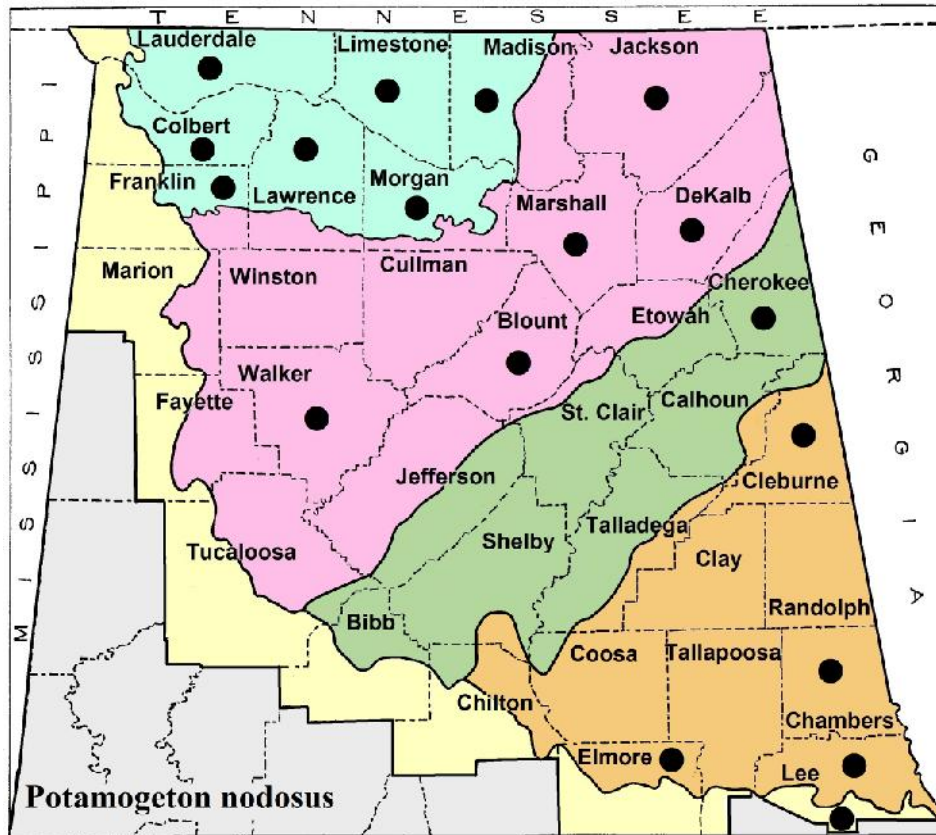 T E N N E S S E E
Lauderdale Limestone Madison Jackson
Colbert
Franklin Lawrence Morgan Marshall DeKalb
Marion Winston Cullman Cherokee
Blount Etowah
Walker
Fayette St. Clair Calhoun
Jefferson Cleburne
Tucaloosa Shelby Talladega
Clay
Bibb Randolph
Coosa Tallapoosa
Chilton Chambers
Elmore Lee
Potamogeton nodosus
M I S S I S S I P P I
G E O R G I A